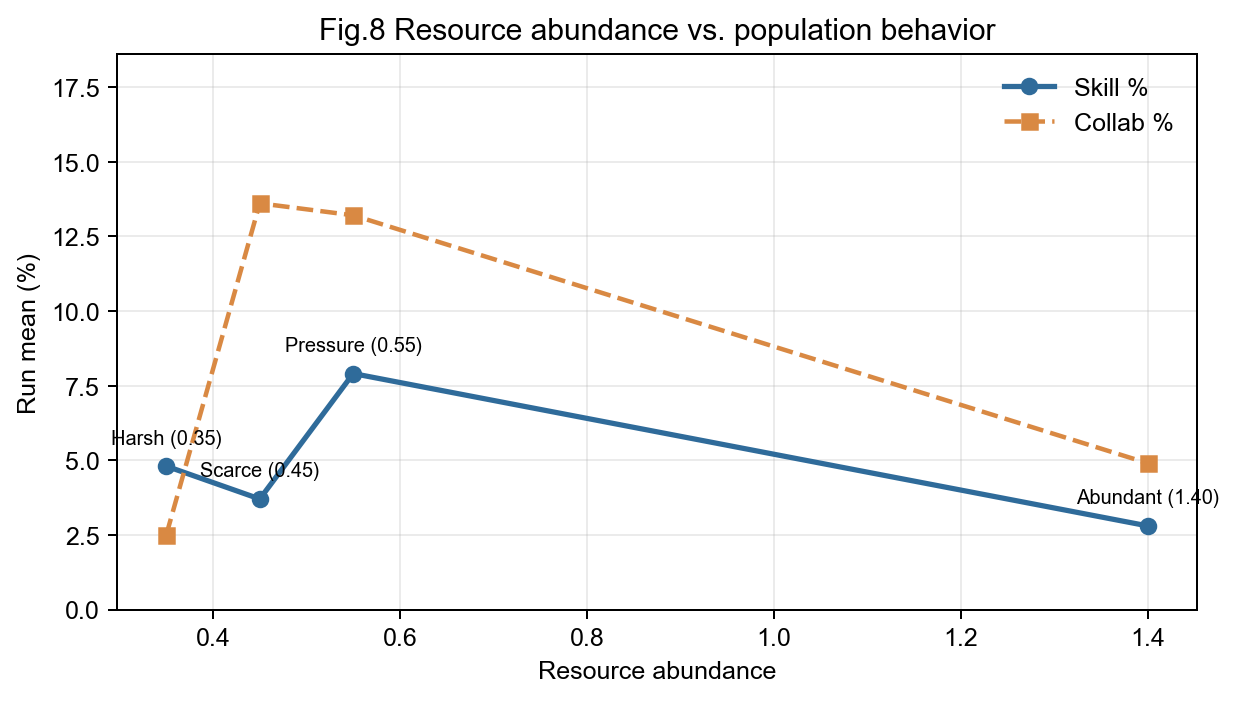 Fig.8 Resource abundance vs. population behavior
Skill %
Collab %
17.5
15.0
12.5
10.0
7.5
5.0
2.5
0.0
Run mean (%)
Pressure (0.55)
Harsh (0.35)
Scarce (0.45)
Abundant (1.40)
0.4
0.6
0.8
1.0
1.2
1.4
Resource abundance